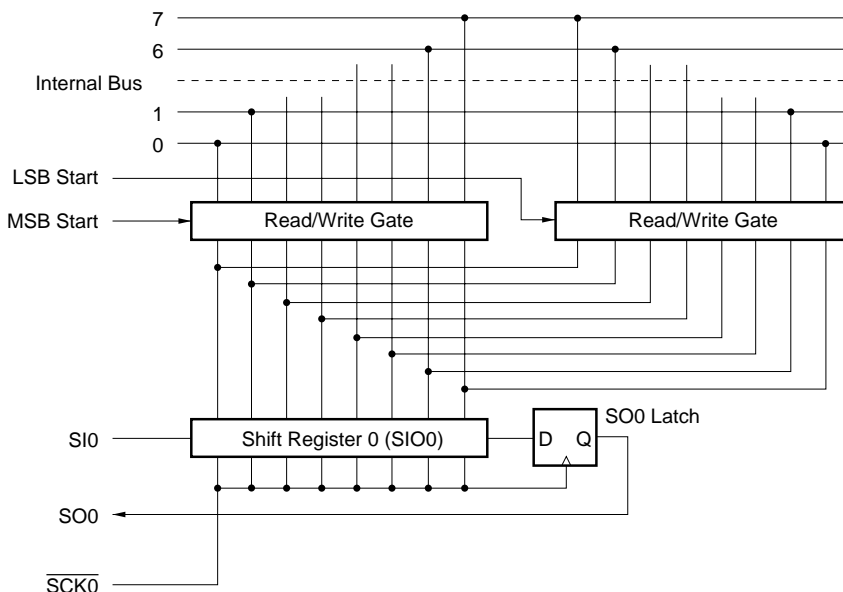 7
6
Internal Bus
1
0
LSB Start
MSB Start
Read/Write Gate
Read/Write Gate
SO0 Latch
SI0
Shift Register 0 (SIO0)
D
Q
SO0
SCK0